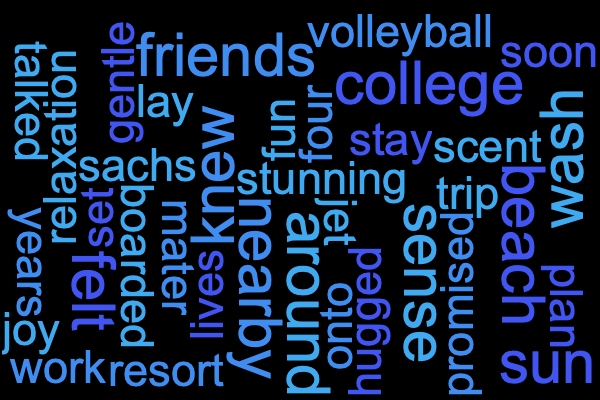 talked
relaxation
gentle
friends
volleyball
soon
lay
college
fun
four
knew
stay
scent
wash
sachs
stunning
trip
beach
years
set
boarded
matter
nearby
around
jet
sense
promised
felt
lives
onto
hugged
plan
joy
work
resort
sun